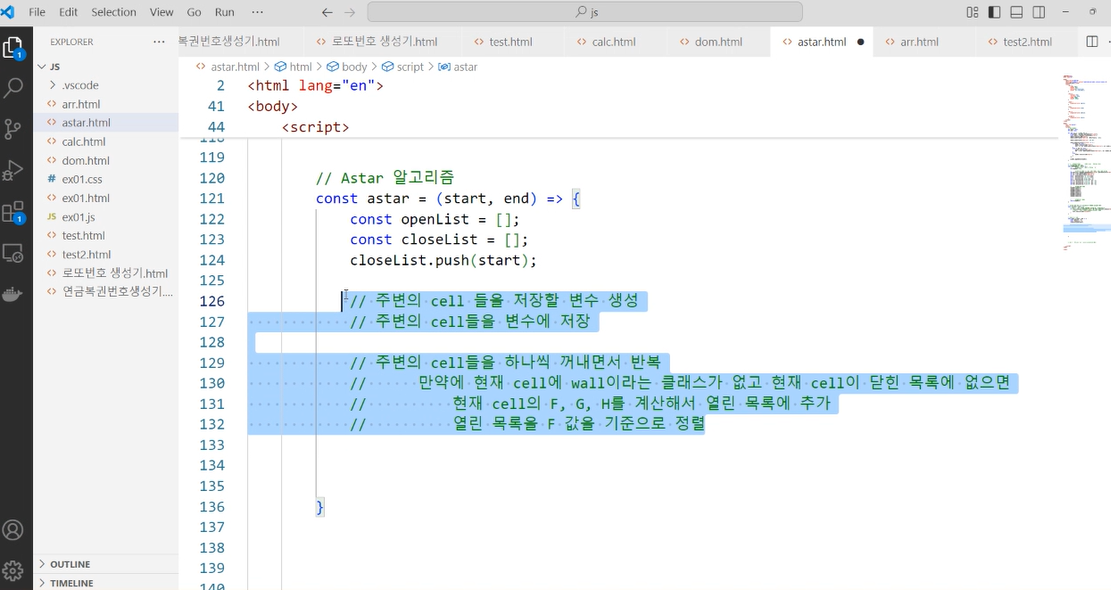 File Edit Selection View Go Run ··· js
EXPLORER ···
복권번호생성기.html 로또번호 생성기.html test.html calc.html dom.html astar.html arr.html test2.html
astar.html > html > body > script > astar
JS
.vscode
arr.html
astar.html
calc.html
dom.html
ex01.css
ex01.html
ex01.js
test.html
test2.html
로또번호 생성기.html
연금복권번호생성기....
OUTLINE
TIMELINE
1
1
2 <html lang="en">
41 <body>
44 <script>
119
120 // Astar 알고리즘
121 const astar = (start, end) => {
122 const openList = [];
123 const closeList = [];
124 closeList.push(start);
125
126 // 주변의 cell 들을 저장할 변수 생성
127 // 주변의 cell들을 변수에 저장
128
129 // 주변의 cell들을 하나씩 꺼내면서 반복
130 // 만약에 현재 cell에 wall이라는 클래스가 없고 현재 cell이 닫힌 목록에 없으면
131 // 현재 cell의 F, G, H를 계산해서 열린 목록에 추가
132 // 열린 목록을 F 값을 기준으로 정렬
133
134
135
136 }
137
138
139
140